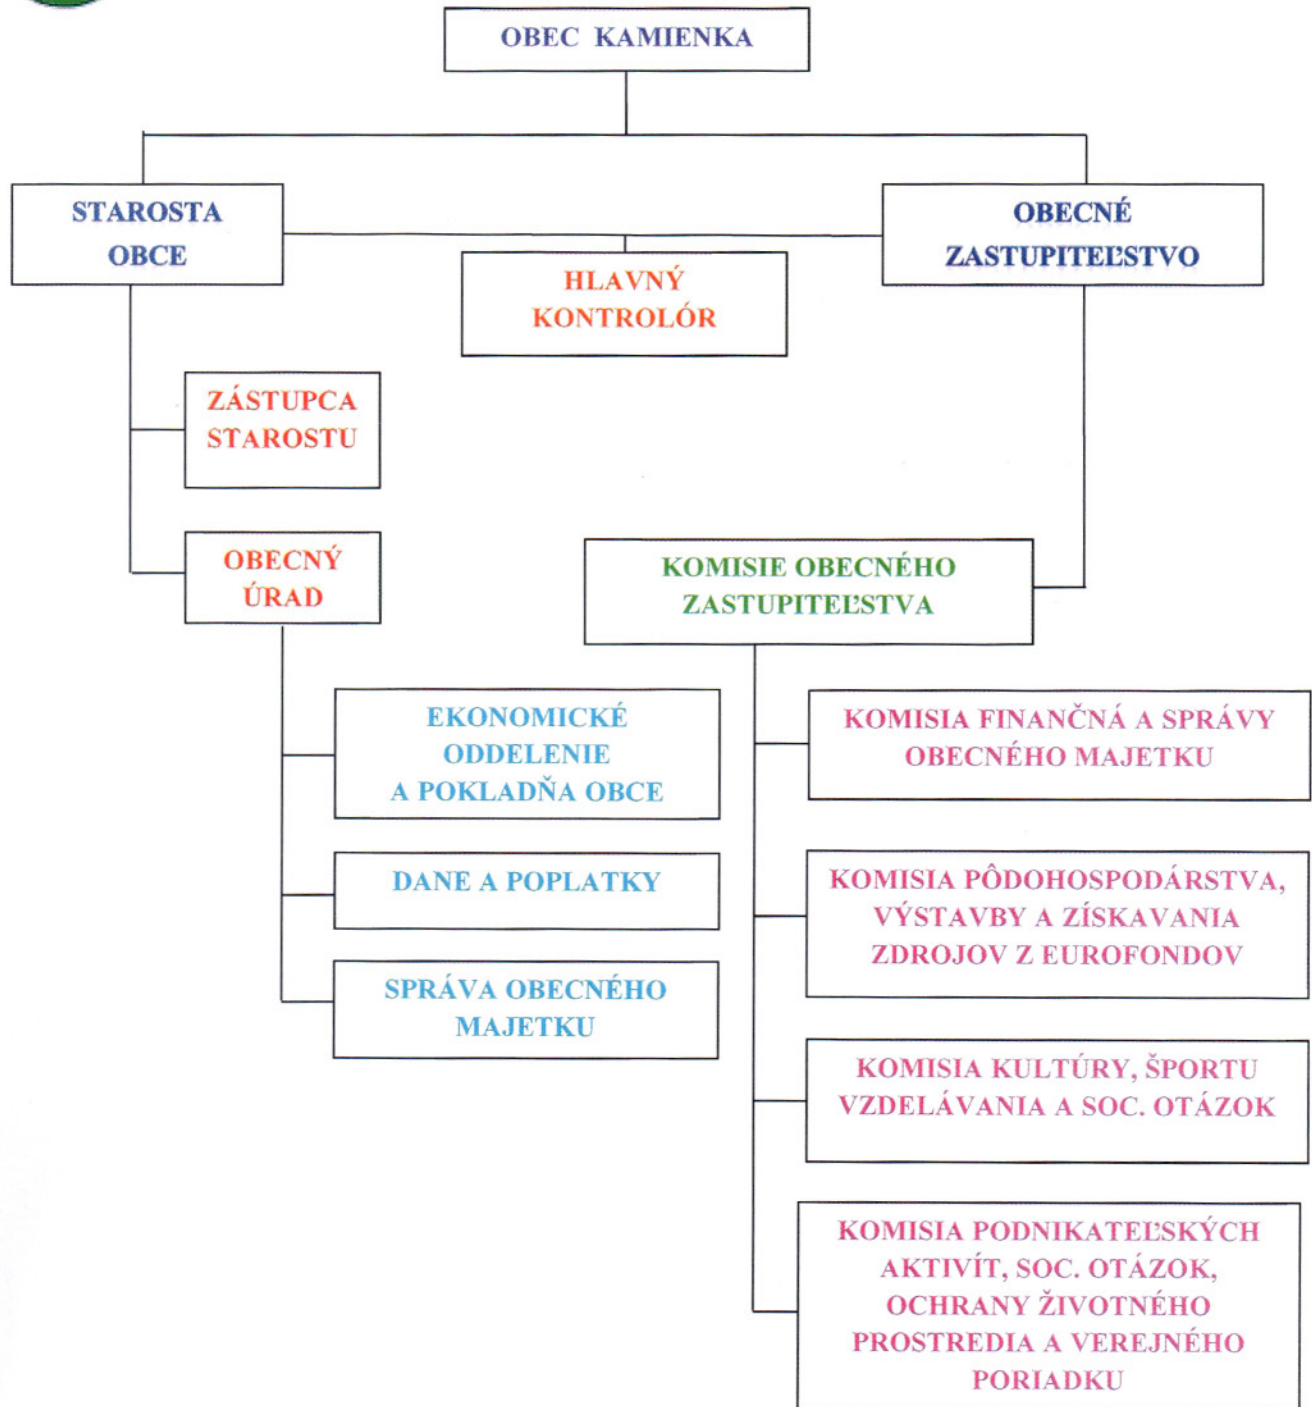 OBEC KAMIENKA
STAROSTA
OBCE
OBECNÉ
ZASTUPITEĽSTVO
HLAVNÝ
KONTROLÓR
ZÁSTUPCA
STAROSTU
OBECNÝ
ÚRAD
KOMISIE OBECNÉHO
ZASTUPITEĽSTVA
EKONOMICKÉ
ODDELENIE
A POKLADŇA OBCE
DANE A POPLATKY
SPRÁVA OBECNÉHO
MAJETKU
KOMISIA FINANČNÁ A SPRÁVY
OBECNÉHO MAJETKU
KOMISIA PÔDOHOSPODÁRSTVA,
VÝSTAVBY A ZÍSKAVANIA
ZDROJOV Z EUROFONDOV
KOMISIA KULTÚRY, ŠPORTU
VZDELÁVANIA A SOC. OTÁZOK
KOMISIA PODNIKATEĽSKÝCH
AKTIVÍT, SOC. OTÁZOK,
OCHRANY ŽIVOTNÉHO
PROSTREDIA A VEREJNÉHO
PORIADKU